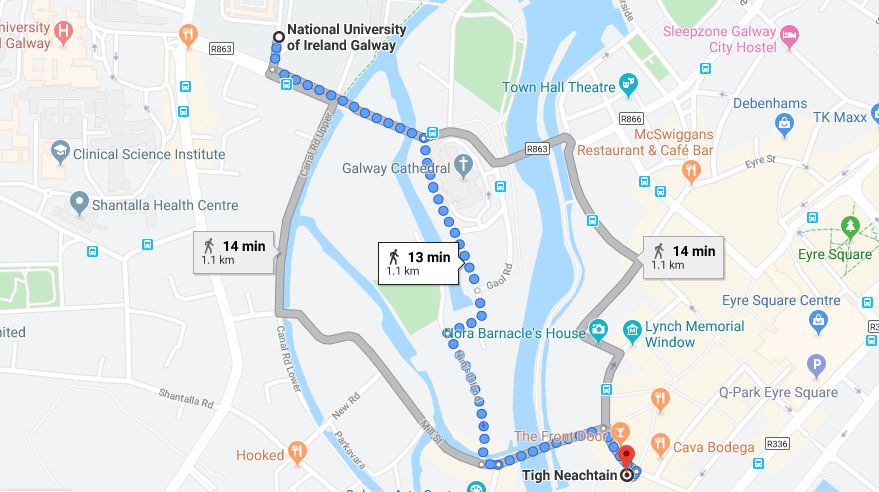 University
l Galway
R863
National University
of Ireland Galway
Sleepzone Galway
City Hostel
Town Hall Theatre
Debenhams
TK Maxx
R866
McSwiggans
Restaurant & Café Bar
Eyre St
Canal Rd Upper
R863
Clinical Science Institute
Galway Cathedral
Shantalla Health Centre
14 min
1.1 km
13 min
1.1 km
14 min
1.1 km
Eyre Square
Gaol Rd
Eyre Square Centre
nited
Nora Barnacle's House
Lynch Memorial
Window
Canal Rd Lower
Q-Park Eyre Square
Shantalla Rd
New Rd
Mill St
Parkavara
The Front Door
R336
Hooked
Cava Bodega
Tigh Neachtain